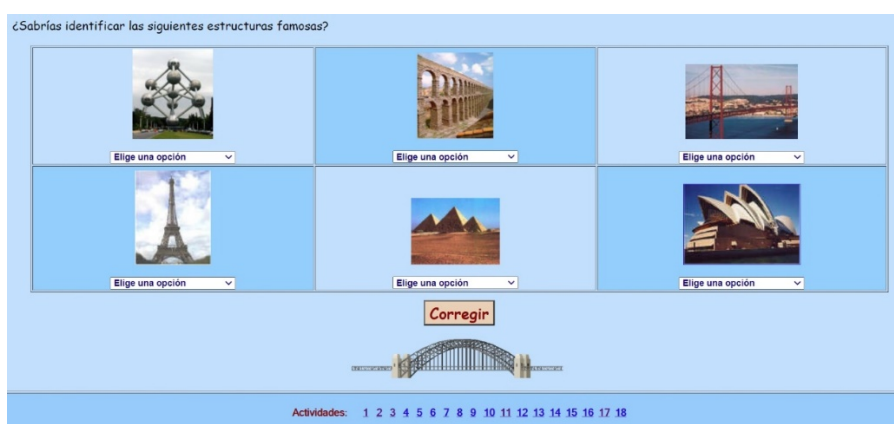 ¿Sabrías identificar las siguientes estructuras famosas?
Elige una opción
Elige una opción
Elige una opción
Elige una opción
Elige una opción
Elige una opción
Corregir
Actividades: 1 2 3 4 5 6 7 8 9 10 11 12 13 14 15 16 17 18